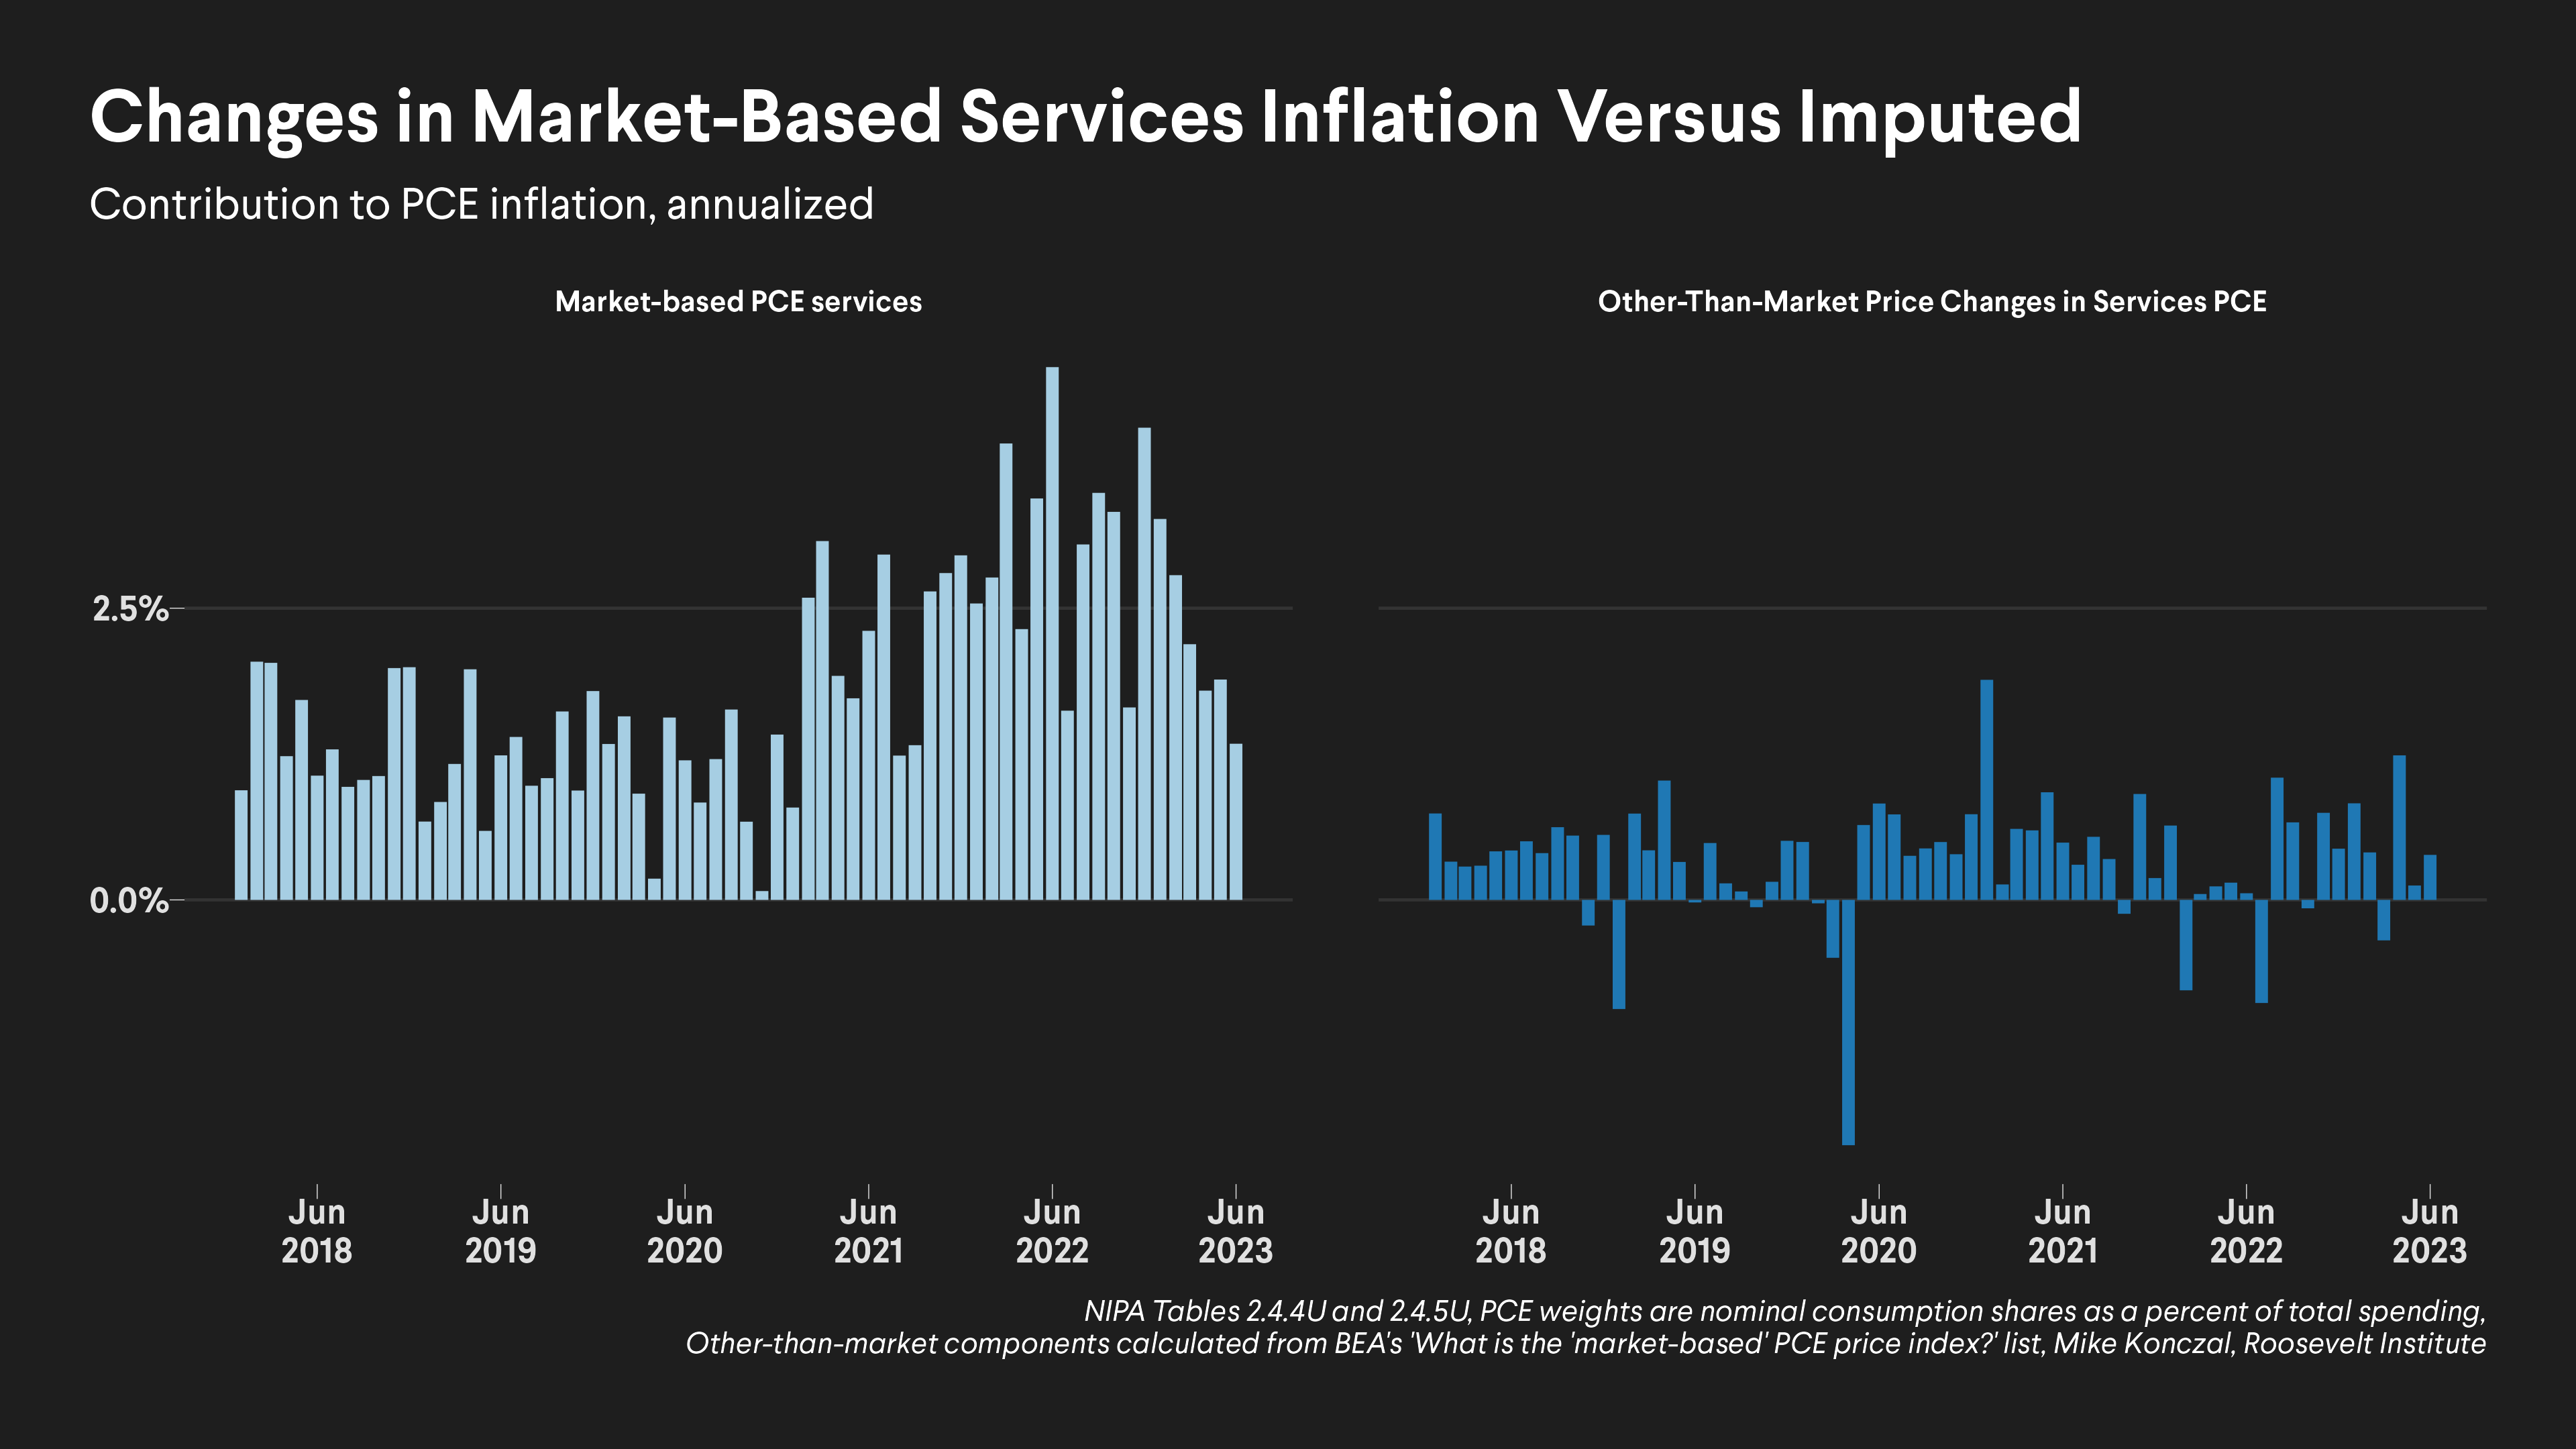 Changes in Market-Based Services Inflation Versus Imputed
Contribution to PCE inflation, annualized
Market-based PCE services
Other-Than-Market Price Changes in Services PCE
2.5%
0.0%
Jun
2018
Jun
2019
Jun
2020
Jun
2021
Jun
2022
Jun
2023
Jun
2018
Jun
2019
Jun
2020
Jun
2021
Jun
2022
Jun
2023
NIPA Tables 2.4.4U and 2.4.5U, PCE weights are nominal consumption shares as a percent of total spending,
Other-than-market components calculated from BEA's 'What is the 'market-based' PCE price index?' list, Mike Konczal, Roosevelt Institute